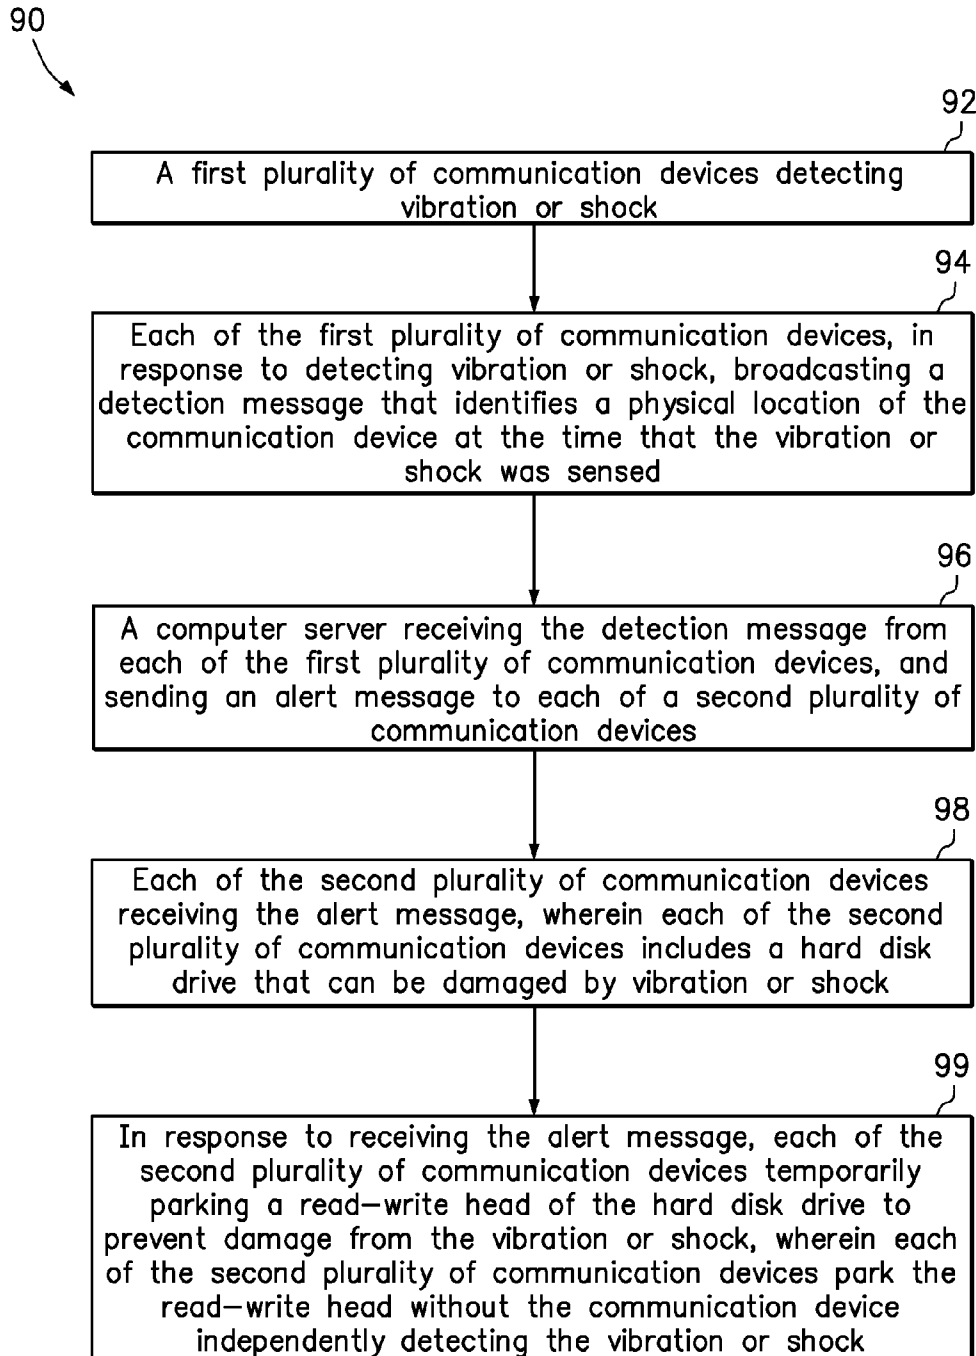 90
92
A first plurality of communication devices detecting
vibration or shock
94
Each of the first plurality of communication devices, in
response to detecting vibration or shock, broadcasting a
detection message that identifies a physical location of the
communication device at the time that the vibration or
shock was sensed
96
A computer server receiving the detection message from
each of the first plurality of communication devices, and
sending an alert message to each of a second plurality of
communication devices
98
Each of the second plurality of communication devices
receiving the alert message, wherein each of the second
plurality of communication devices includes a hard disk
drive that can be damaged by vibration or shock
99
In response to receiving the alert message, each of the
second plurality of communication devices temporarily
parking a read-write head of the hard disk drive to
prevent damage from the vibration or shock, wherein each
of the second plurality of communication devices park the
read-write head without the communication device
independently detecting the vibration or shock